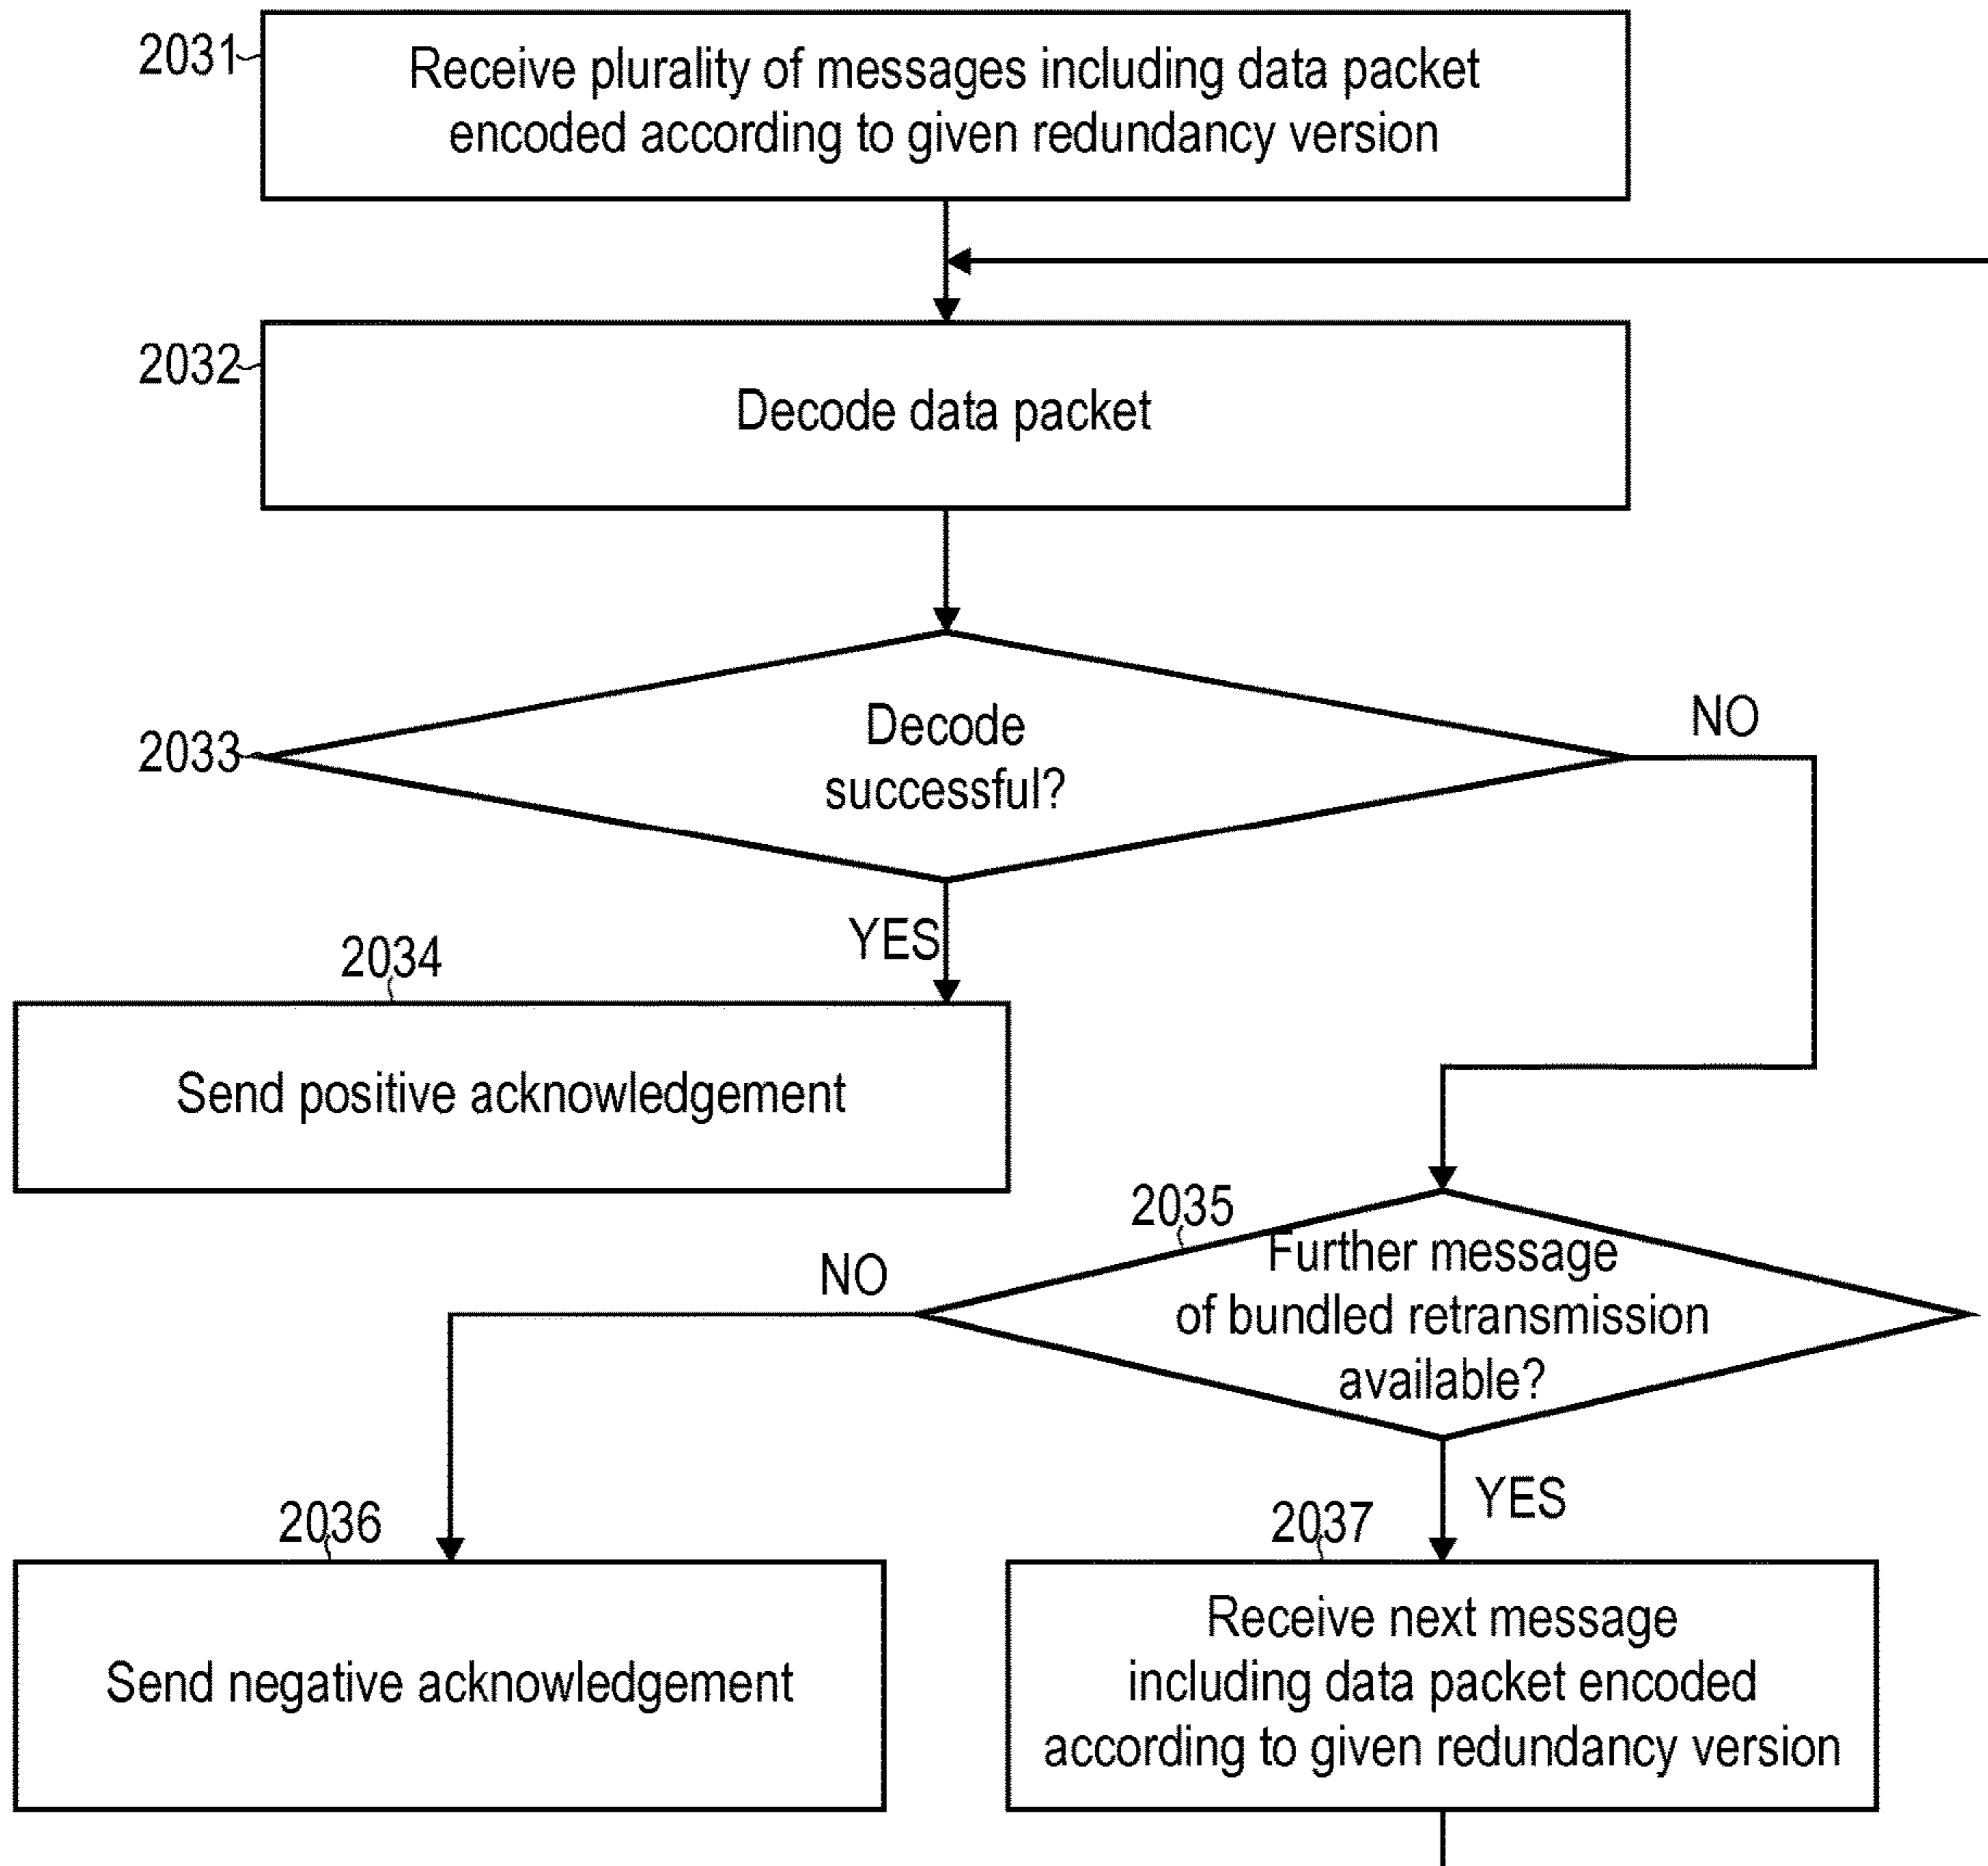 2031
Receive plurality of messages including data packet
encoded according to given redundancy version
2032
Decode data packet
2033
Decode
successful?
NO
YES
2034
Send positive acknowledgement
2035
Further message
of bundled retransmission
available?
NO
YES
2036
Send negative acknowledgement
2037
Receive next message
including data packet encoded
according to given redundancy version